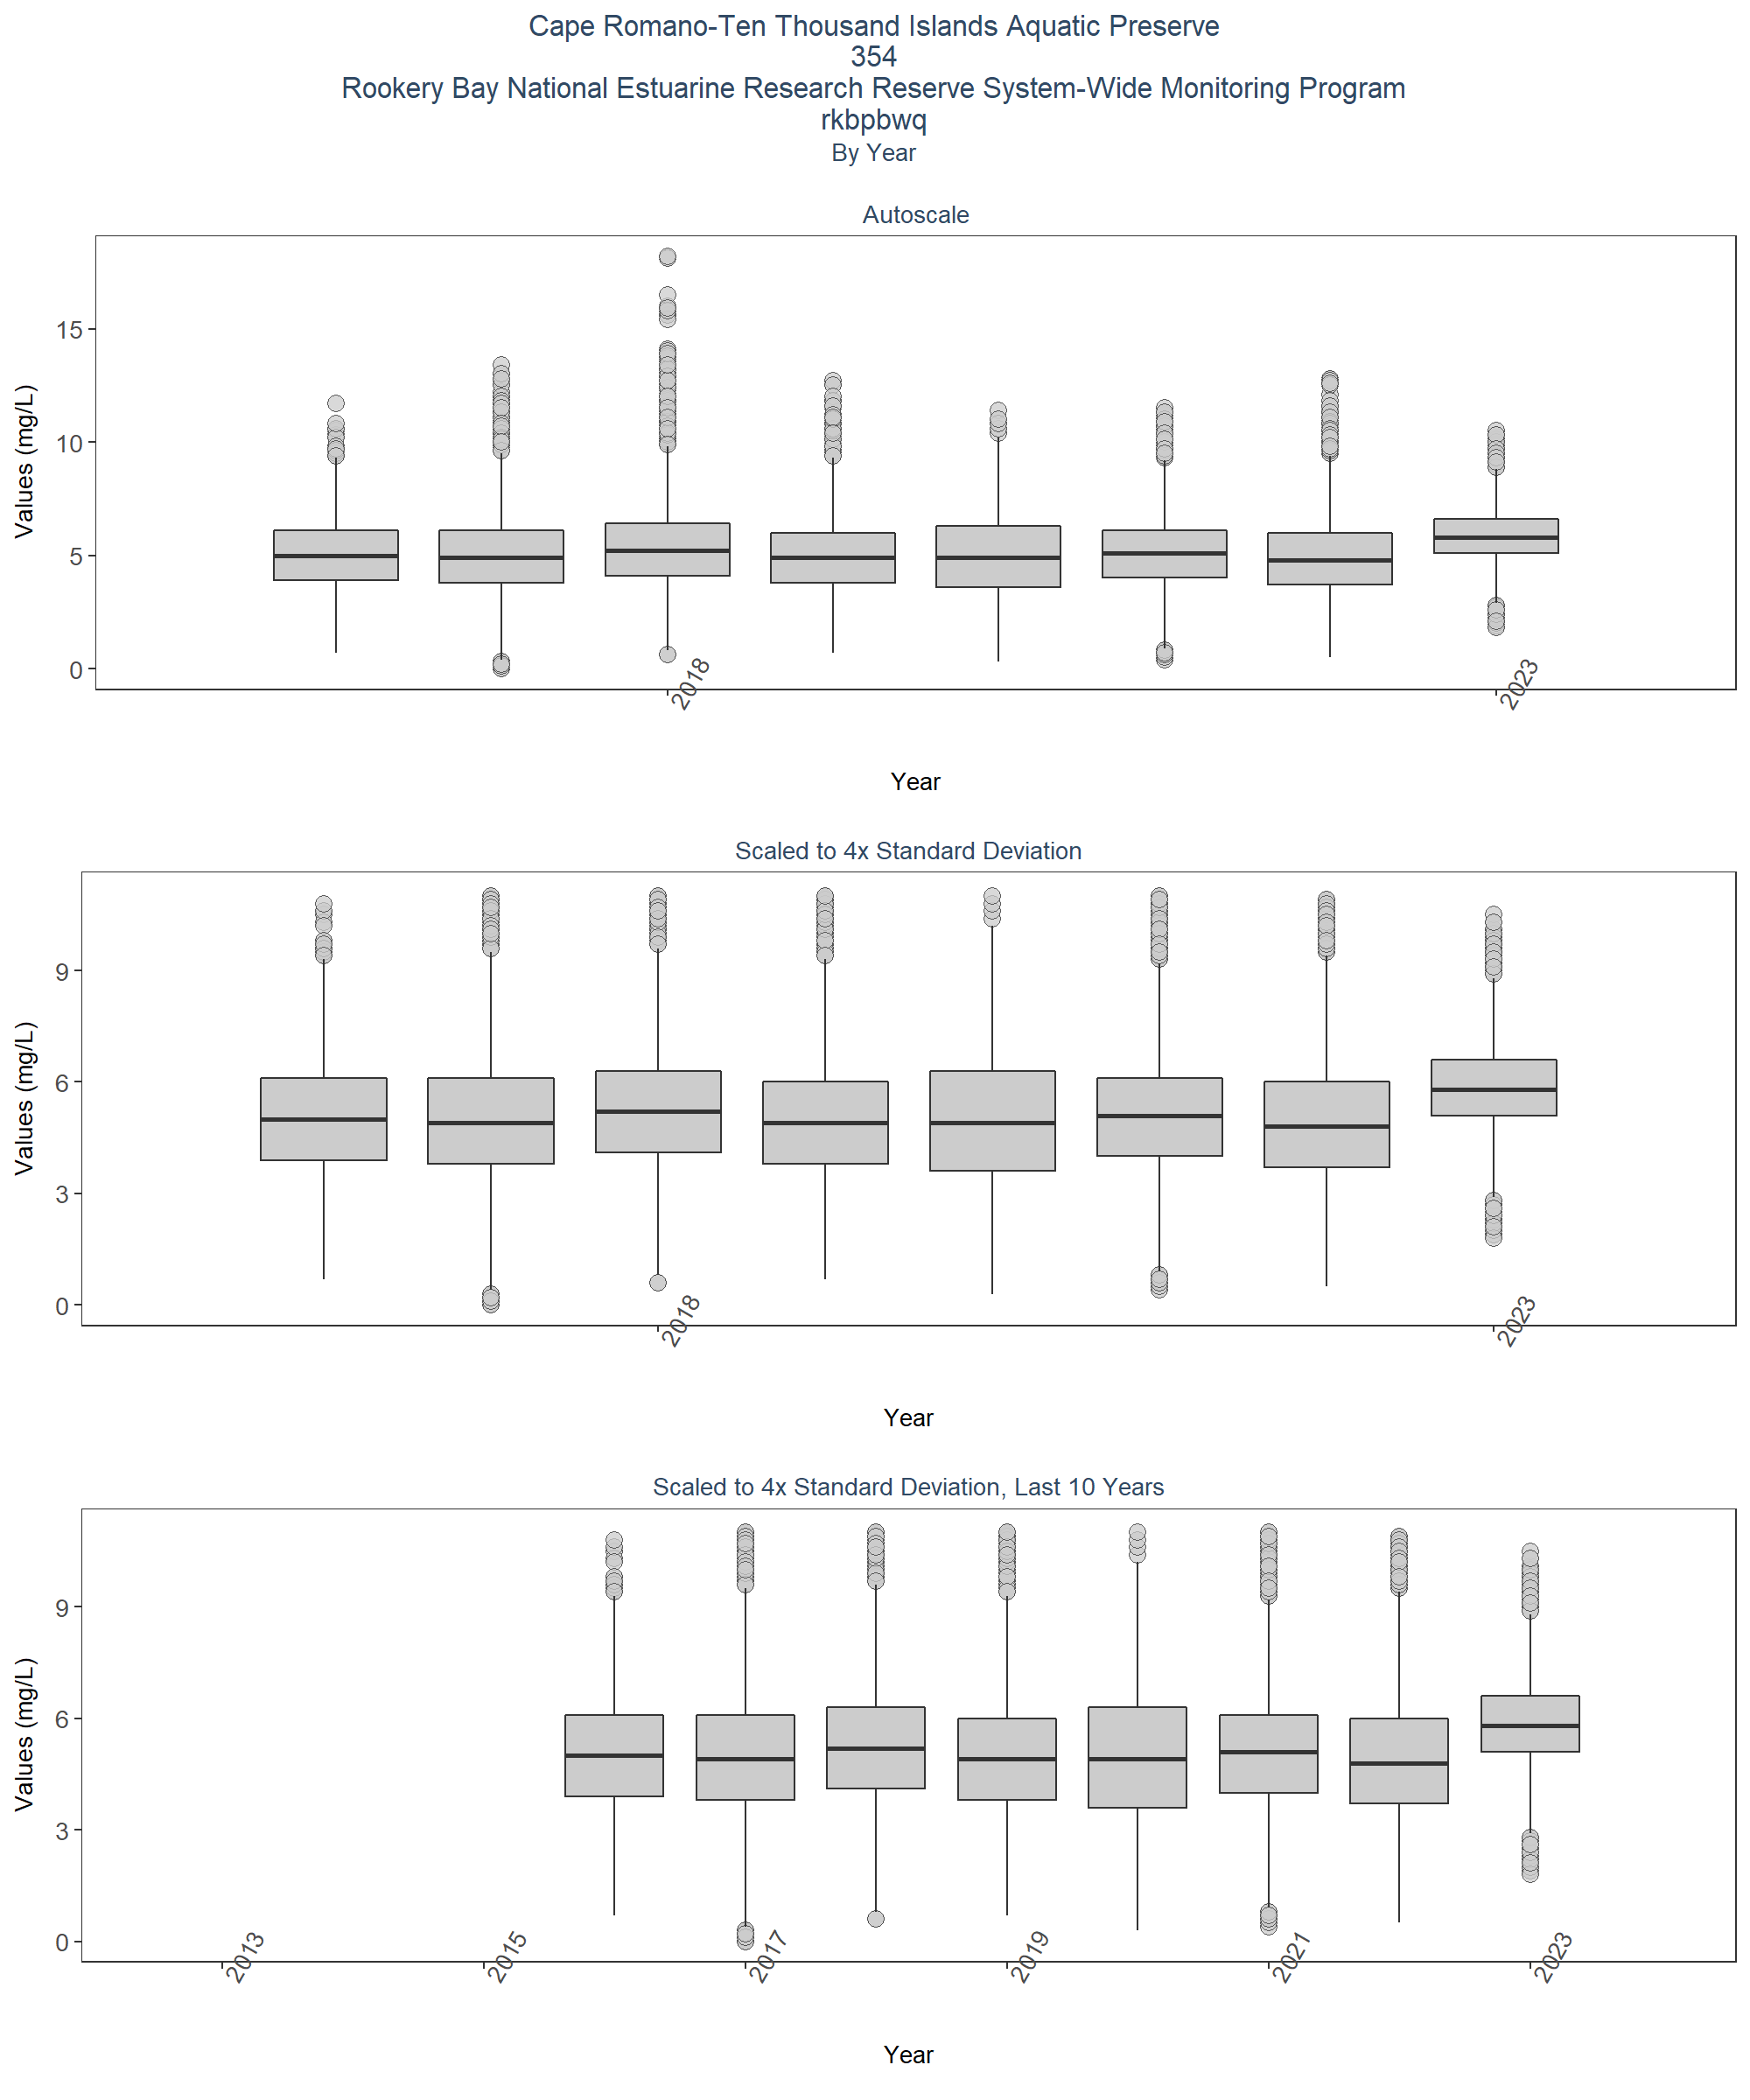 Cape Romano-Ten Thousand Islands Aquatic Preserve
354
Rookery Bay National Estuarine Research Reserve System-Wide Monitoring Program
rkbpbwq
By Year
Autoscale
Values (mg/L)
15
10
5
0
2018
2023
Year
Scaled to 4x Standard Deviation
Values (mg/L)
9
6
3
0
2018
2023
Year
Scaled to 4x Standard Deviation, Last 10 Years
Values (mg/L)
9
6
3
0
2013
2015
2017
2019
2021
2023
Year